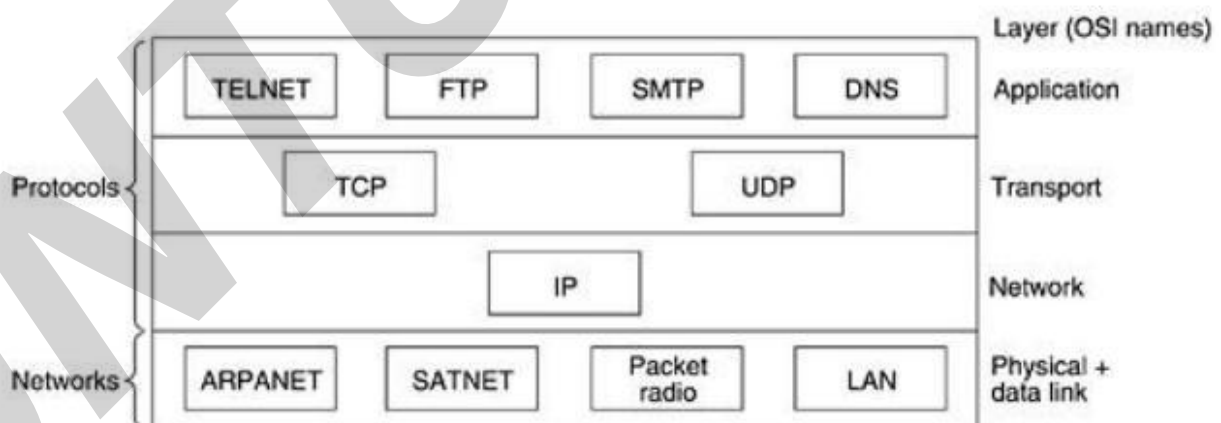 Layer (OSI names)
TELNET FTP SMTP DNS Application
Protocols TCP UDP Transport
IP Network
Networks ARPANET SATNET Packet radio LAN Physical + data link